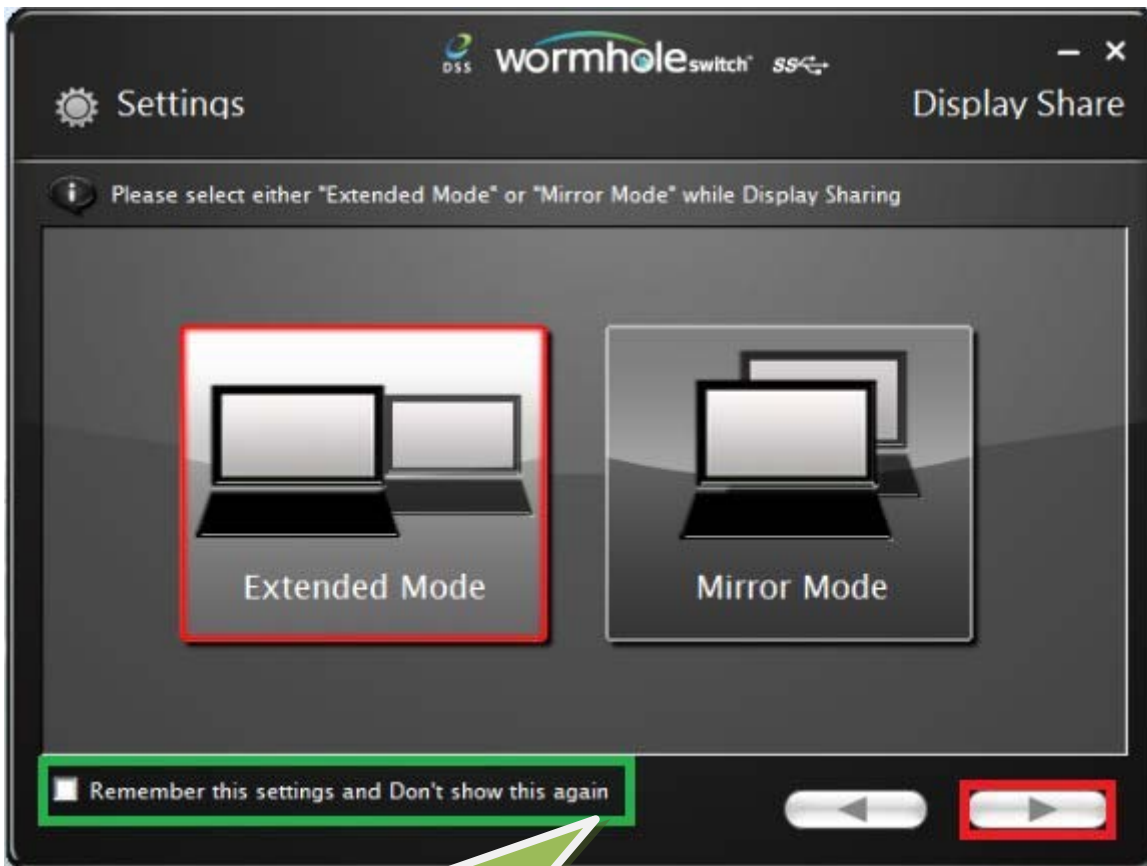 DSS wormhole switch SS
Settings
Display Share
Please select either "Extended Mode" or "Mirror Mode" while Display Sharing
Extended Mode
Mirror Mode
Remember this settings and Don't show this again